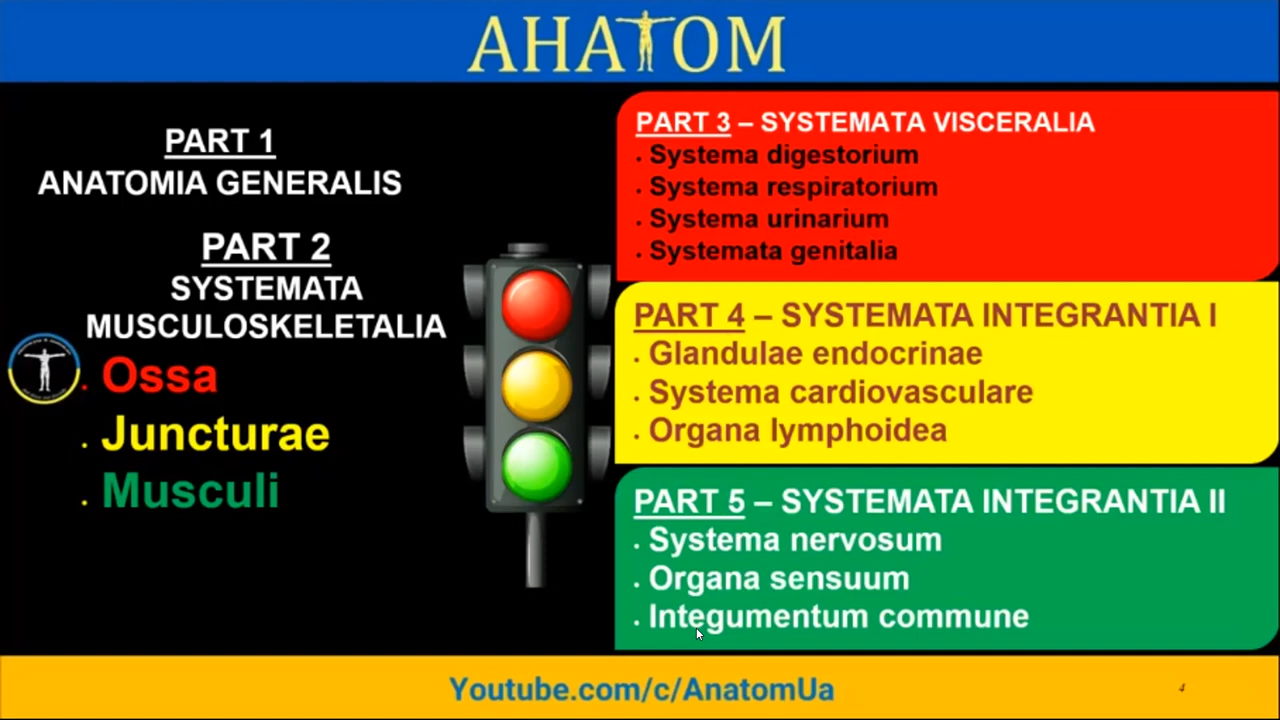 АНАТОМ
PART 1
ANATOMIA GENERALIS
PART 2
SYSTEMATA
MUSCULOSKELETALIA
. Ossa
. Juncturae
. Musculi
PART 3 – SYSTEMATA VISCERALIA
. Systema digestorium
. Systema respiratorium
. Systema urinarium
. Systemata genitalia
PART 4 – SYSTEMATA INTEGRANTIA I
. Glandulae endocrinae
. Systema cardiovasculare
. Organa lymphoidea
PART 5 – SYSTEMATA INTEGRANTIA II
. Systema nervosum
. Organa sensuum
. Integumentum commune
Youtube.com/c/AnatomUa
4